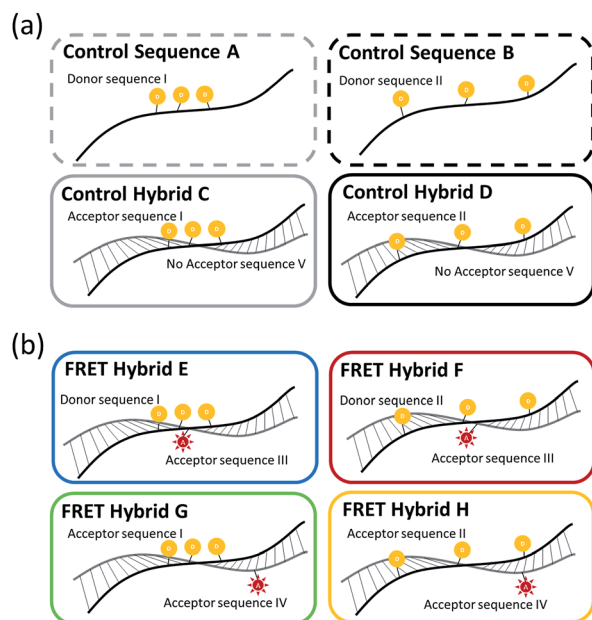 (a)
Control Sequence A
Donor sequence I
D D D
Control Sequence B
Donor sequence II
D D D
Control Hybrid C
Acceptor sequence I
D D D
No Acceptor sequence V
Control Hybrid D
Acceptor sequence II
D D D
No Acceptor sequence V
(b)
FRET Hybrid E
Donor sequence I
D D D
A
Acceptor sequence III
FRET Hybrid F
Donor sequence II
D D D
A
Acceptor sequence III
FRET Hybrid G
Acceptor sequence I
D D D
A
Acceptor sequence IV
FRET Hybrid H
Acceptor sequence II
D D D
A
Acceptor sequence IV